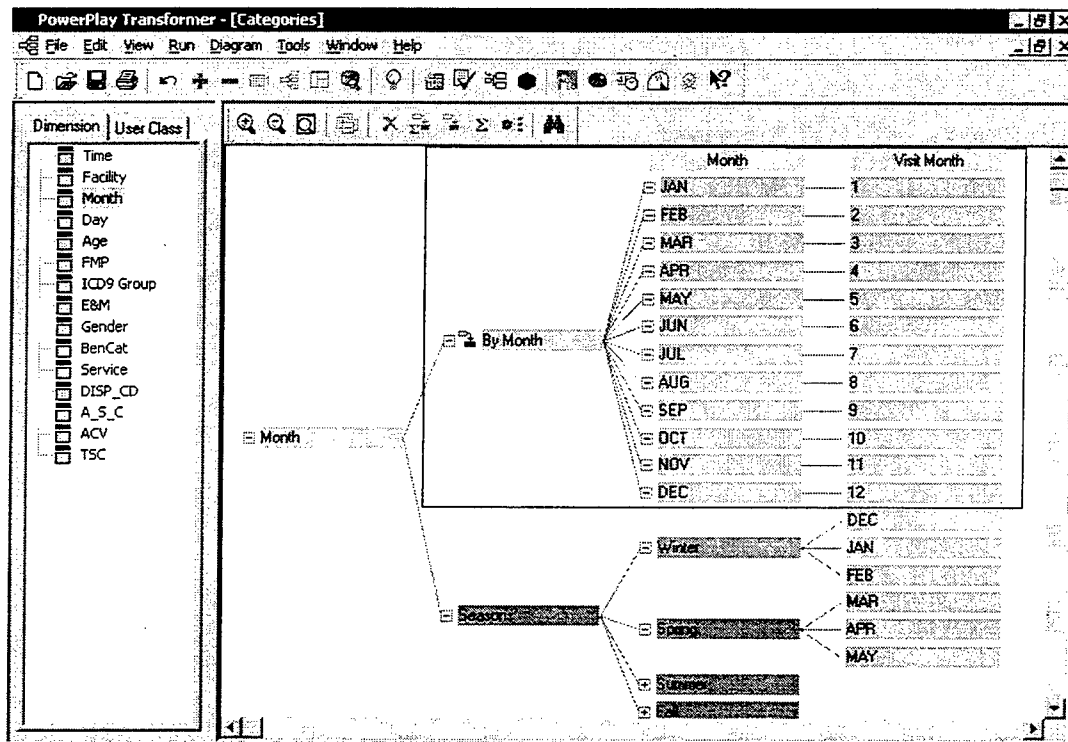 PowerPlay Transformer - [Categories]
File Edit View Run Diagram Tools Window Help
Dimension User Class
Time
Facility
Month
Day
Age
FMP
ICD9 Group
E&M
Gender
BenCat
Service
DISP_CD
A_S_C
ACV
TSC
Month Visit Month
JAN 1
FEB 2
MAR 3
APR 4
MAY 5
JUN 6
By Month
JUL 7
AUG 8
SEP 9
OCT 10
Month
NOV 11
DEC 12
DEC
Winter JAN
FEB
MAR
Seasons
Spring APR
MAY
Summer
Fall